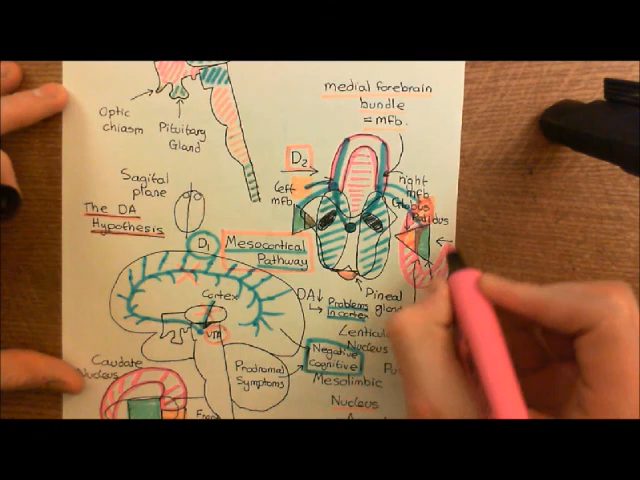 medial forebrain
bundle
= mfb.
Optic
chiasm
Pituitary
Gland
D2
left
mfb
right
mfb
Globus
Pallidus
Sagital
plane
The DA
Hypothesis
D1
Mesocortical
Pathway
Cortex
VTA
DA↓
Problems
in cortex
Pineal
gland
Lenticular
Nucleus
Negative
Cognitive
Prodromal
Symptoms
Mesolimbic
Caudate
Nucleus
Nucleus